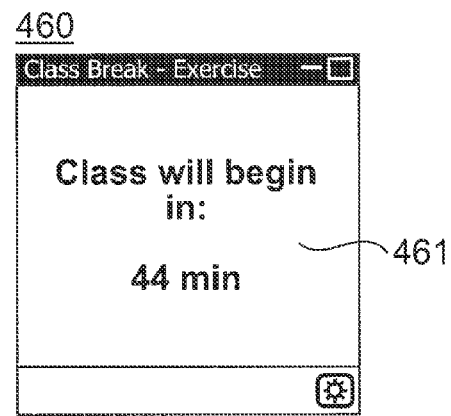 460
Class Break - Exercise
Class will begin
in:
44 min
461